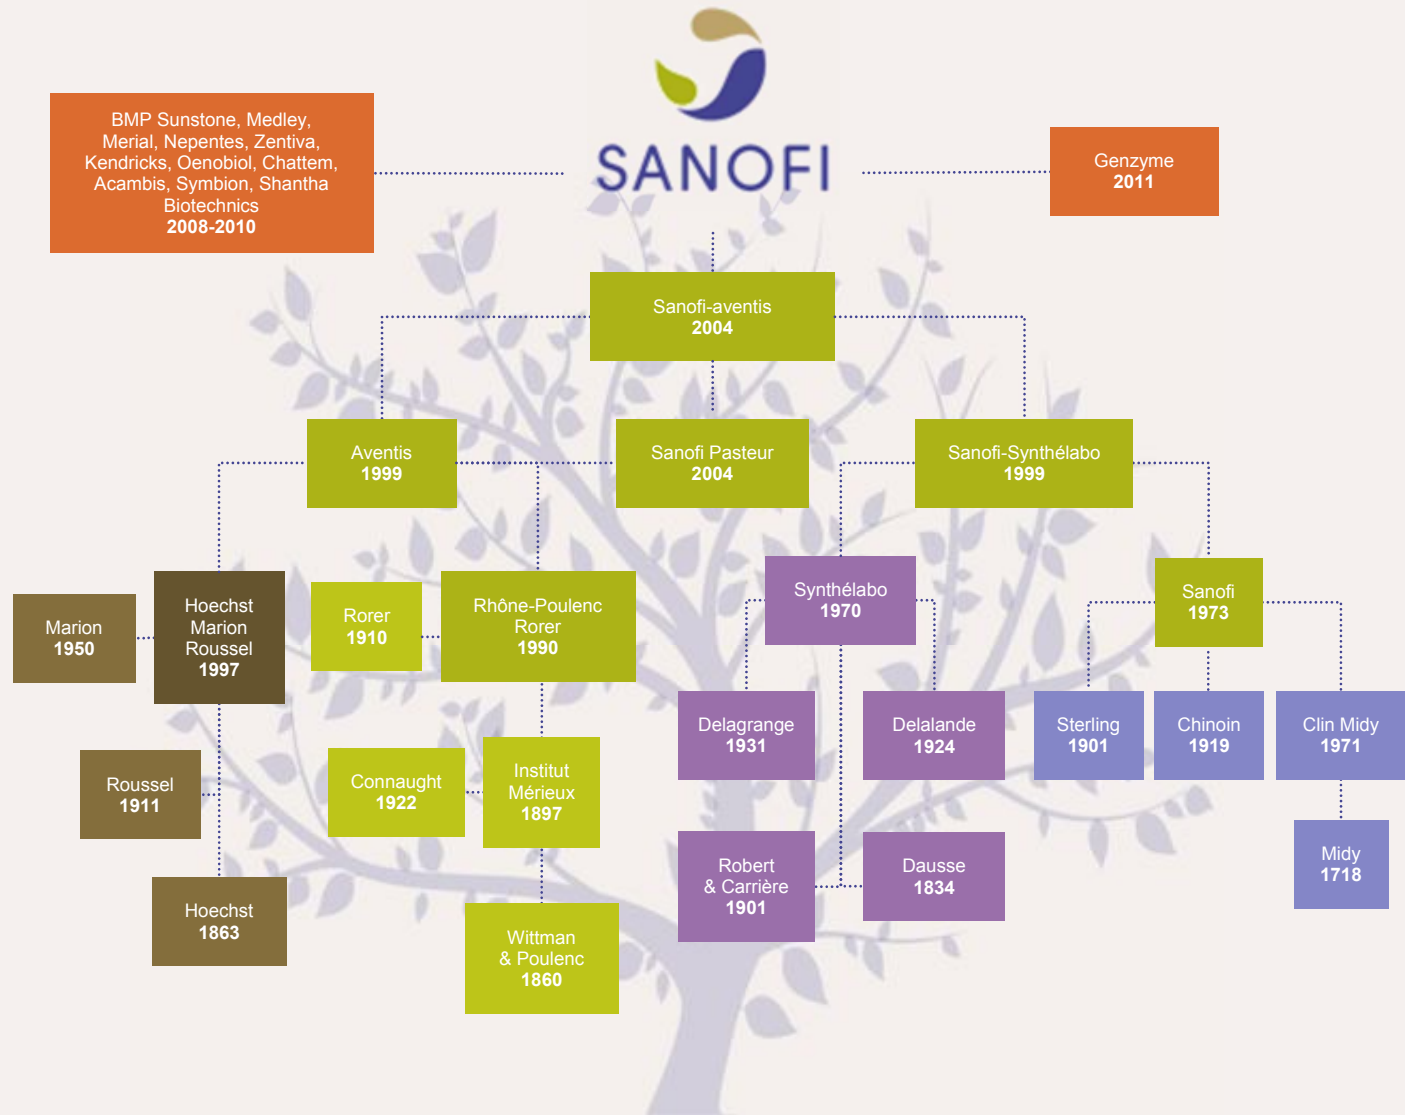 SANOFI
BMP Sunstone, Medley,
Merial, Nepentes, Zentiva,
Kendricks, Oenobiol, Chattem,
Acambis, Symbion, Shantha
Biotechnics
2008-2010
Genzyme
2011
Sanofi-aventis
2004
Aventis
1999
Sanofi Pasteur
2004
Sanofi-Synthélabo
1999
Marion
1950
Hoechst
Marion
Roussel
1997
Rorer
1910
Rhône-Poulenc
Rorer
1990
Synthélabo
1970
Sanofi
1973
Roussel
1911
Connaught
1922
Institut
Mérieux
1897
Delagrange
1931
Delalande
1924
Sterling
1901
Chinoin
1919
Clin Midy
1971
Hoechst
1863
Wittman
& Poulenc
1860
Robert
& Carrière
1901
Dausse
1834
Midy
1718